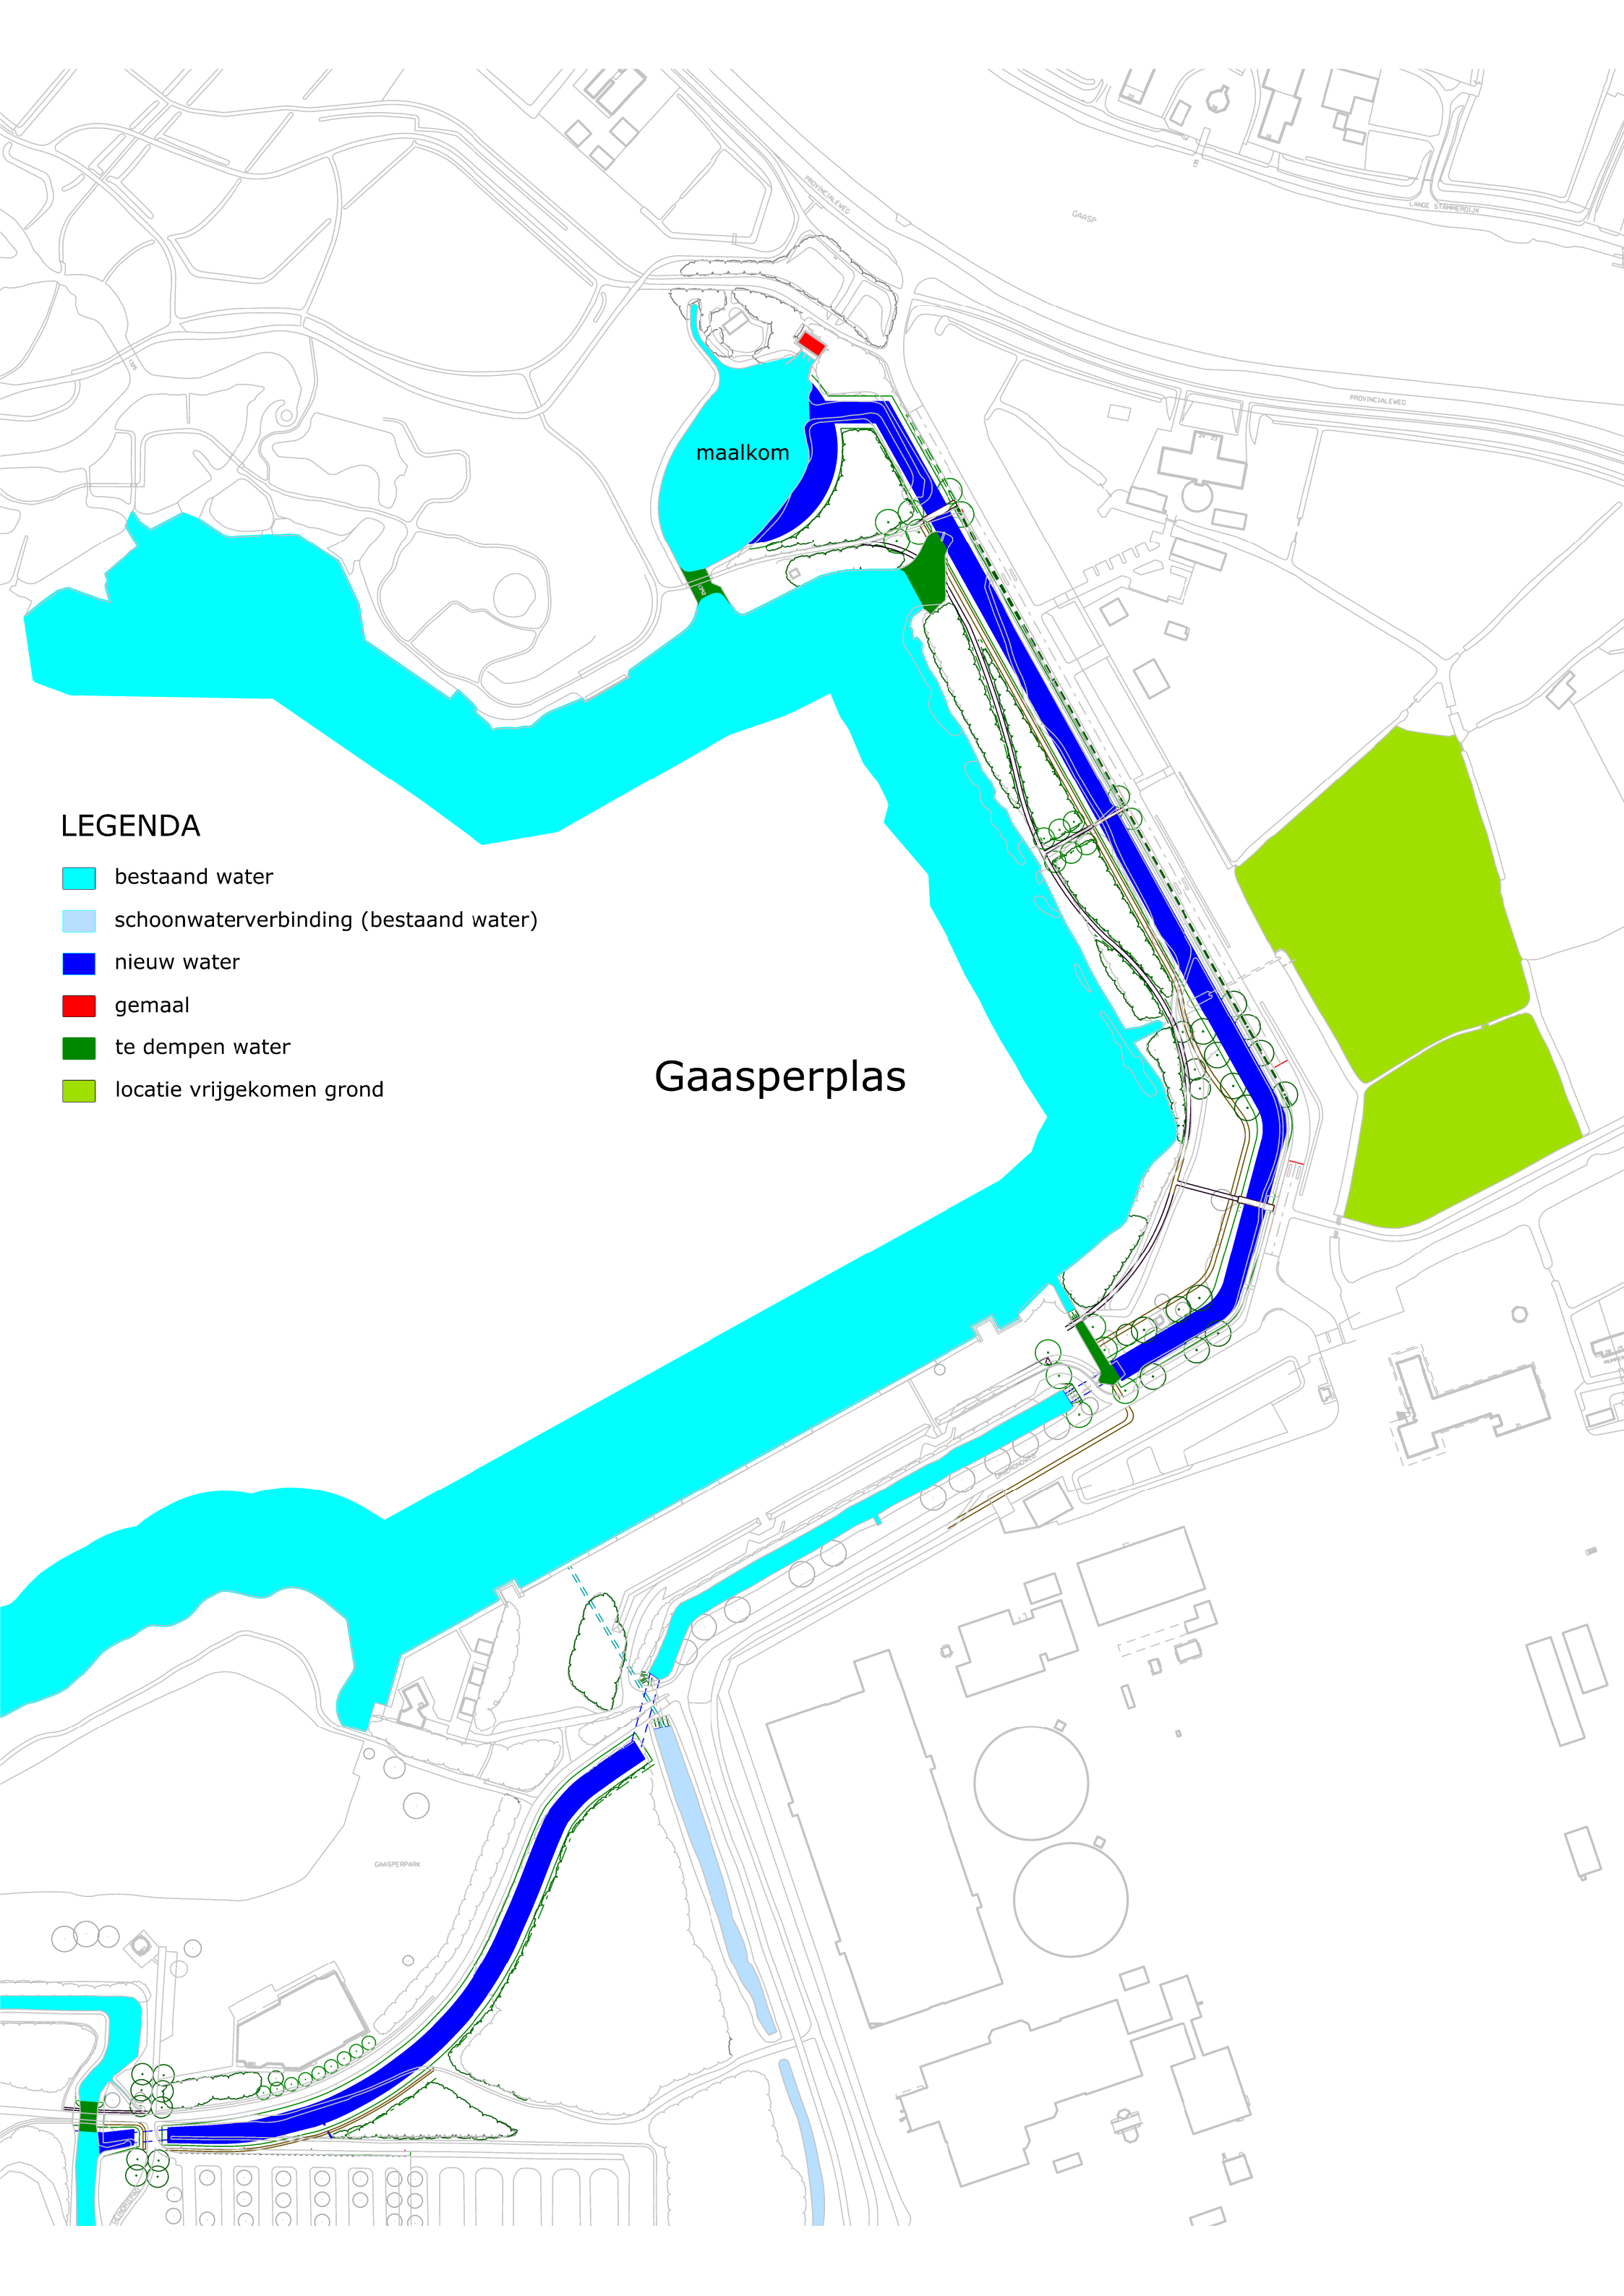 PROVINCIALEWEG
GAASP
LANGE STAMMERDIJK
PROVINCIALEWEG
maalkom
LEGENDA
bestaand water
schoonwaterverbinding (bestaand water)
nieuw water
gemaal
te dempen water
locatie vrijgekomen grond
Gaasperplas
GAASPERPARK